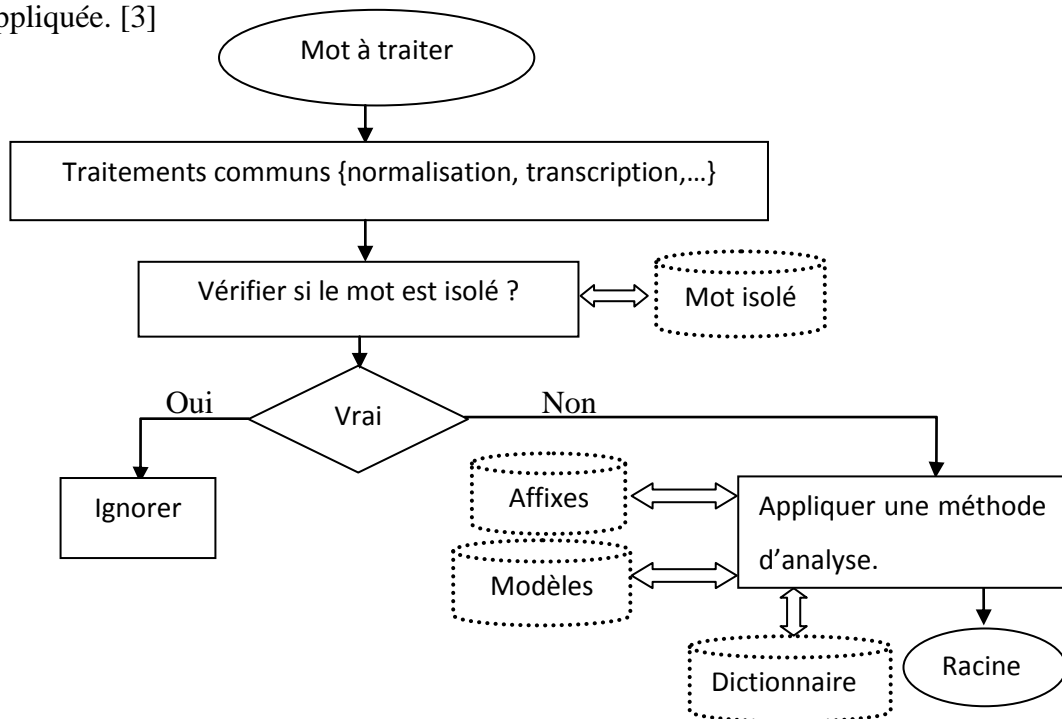 ppliquée. [3]
Mot à traiter
Traitements communs {normalisation, transcription,…}
Vérifier si le mot est isolé ?
Mot isolé
Oui
Vrai
Non
Ignorer
Affixes
Modèles
Appliquer une méthode
d’analyse.
Dictionnaire
Racine